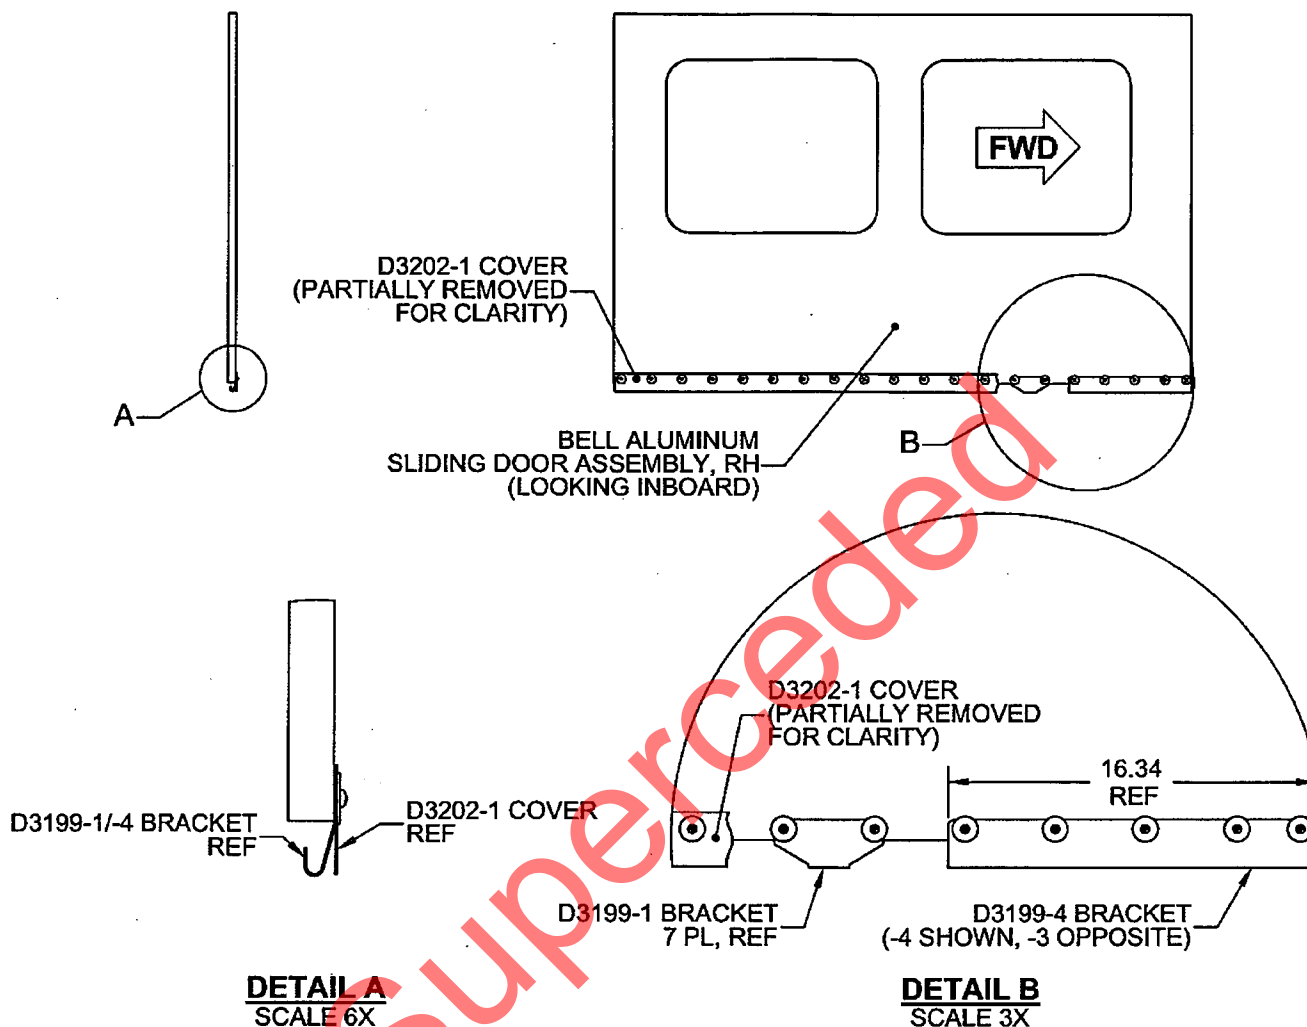 FWD
D3202-1 COVER
(PARTIALLY REMOVED
FOR CLARITY)
A
BELL ALUMINUM
SLIDING DOOR ASSEMBLY, RH
(LOOKING INBOARD)
B
D3202-1 COVER
(PARTIALLY REMOVED
FOR CLARITY)
16.34
REF
D3199-1/-4 BRACKET
REF
D3202-1 COVER
REF
D3199-1 BRACKET
7 PL, REF
D3199-4 BRACKET
(-4 SHOWN, -3 OPPOSITE)
DETAIL A
SCALE 6X
DETAIL B
SCALE 3X
Superceded